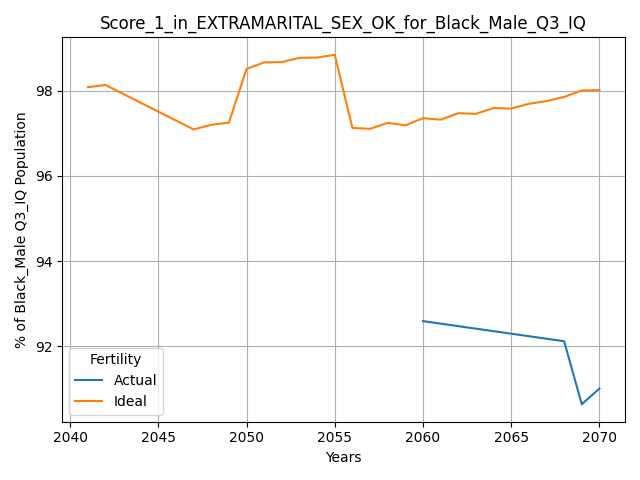 Score_1_in_EXTRAMARITAL_SEX_OK_for_Black_Male_Q3_IQ
% of Black_Male Q3_IQ Population
98
96
94
92
Fertility
Actual
Ideal
2040 2045 2050 2055 2060 2065 2070
Years